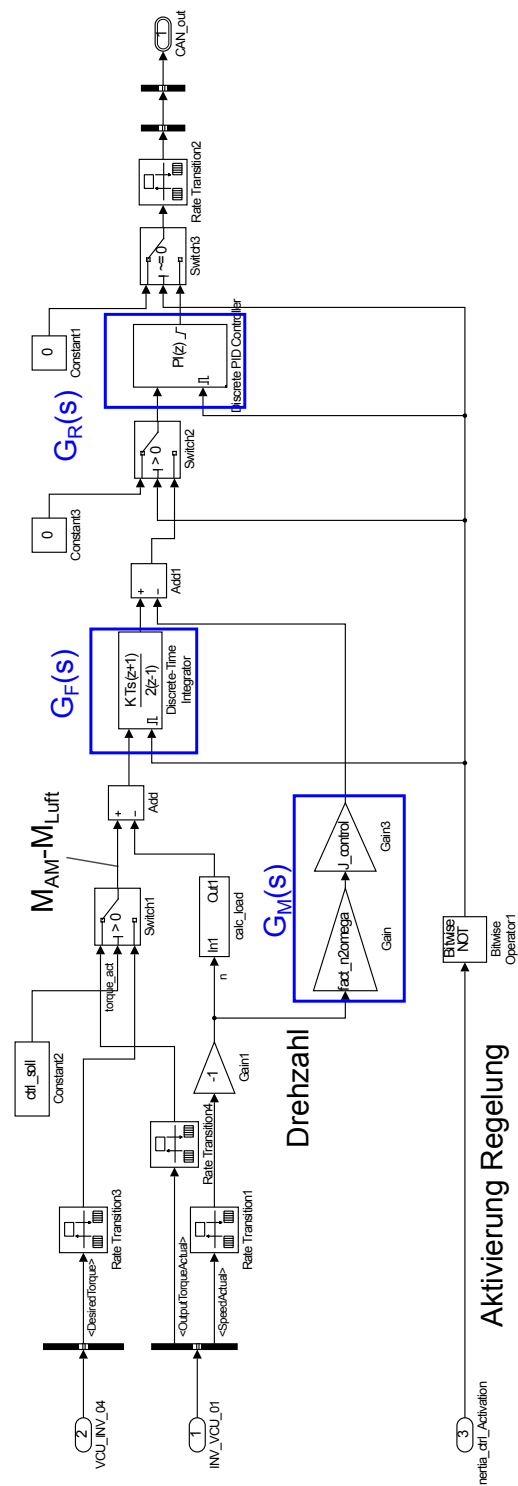 2
VCU_INV_04
<DesiredTorque>
Rate Transition3
1
INV_VCU_01
<OutputTorqueActual>
<SpeedActual>
Rate Transition4
Rate Transition1
ctrl_soll
Constant2
torque_act
-1
Gain1
> 0
Switch1
M_AM-M_Luft
n
In1
Out1
calc_load
Drehzahl
+
-
Add
G_F(s)
K Ts(z+1)
2(z-1)
Discrete-Time
Integrator
G_M(s)
fact_n2omega
Gain
J_control
Gain3
+
-
Add1
0
Constant3
> 0
Switch2
G_R(s)
PI(z)
Discrete PID Controller
0
Constant1
~=0
Switch3
Rate Transition2
1
CAN_out
3
nertia_ctrl_Activation
Aktivierung Regelung
Bitwise
NOT
Bitwise
Operator1